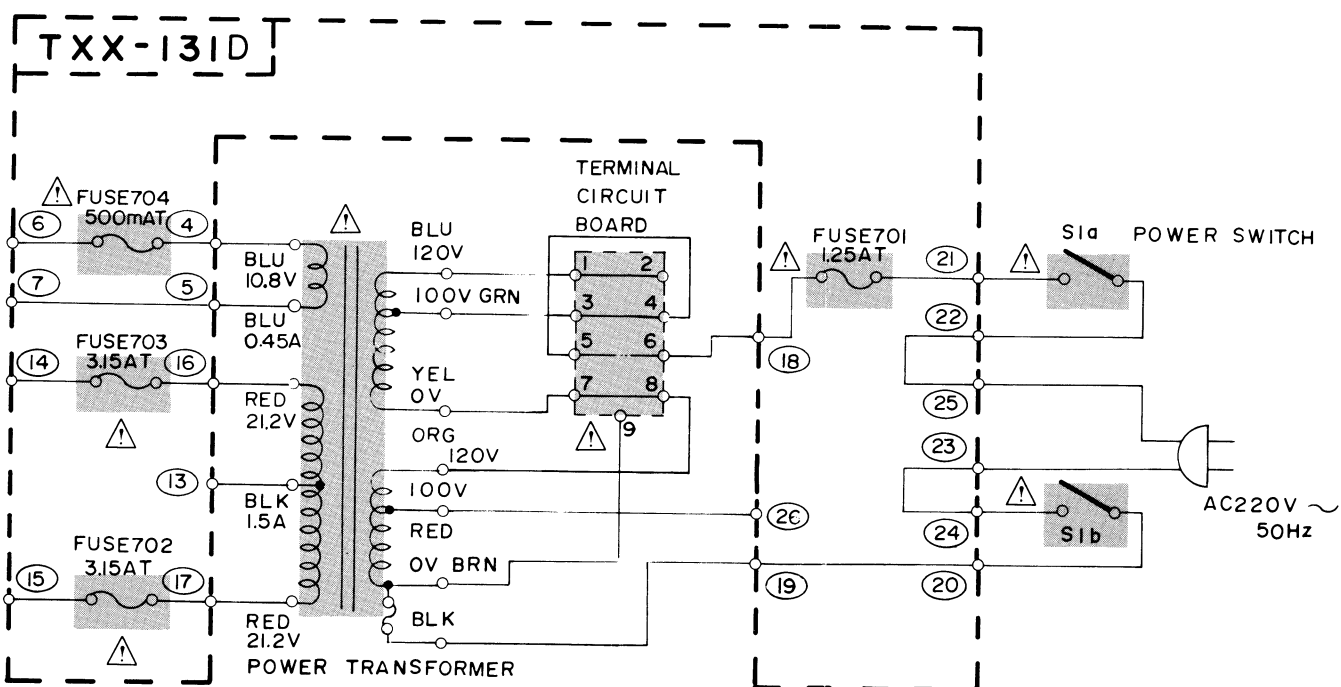 TXX-131D
TERMINAL
CIRCUIT
BOARD
FUSE704
500mAT
6
4
7
5
BLU
10.8V
BLU
0.45A
BLU
120V
100V GRN
1 2
3 4
5 6
7 8
9
FUSE701
1.25AT
18
21
S1a
POWER SWITCH
22
25
FUSE703
3.15AT
14
16
RED
21.2V
YEL
0V
ORG
120V
100V
RED
0V BRN
BLK
13
BLK
1.5A
26
19
23
24
20
S1b
AC220V ~
50Hz
FUSE702
3.15AT
15
17
RED
21.2V
POWER TRANSFORMER